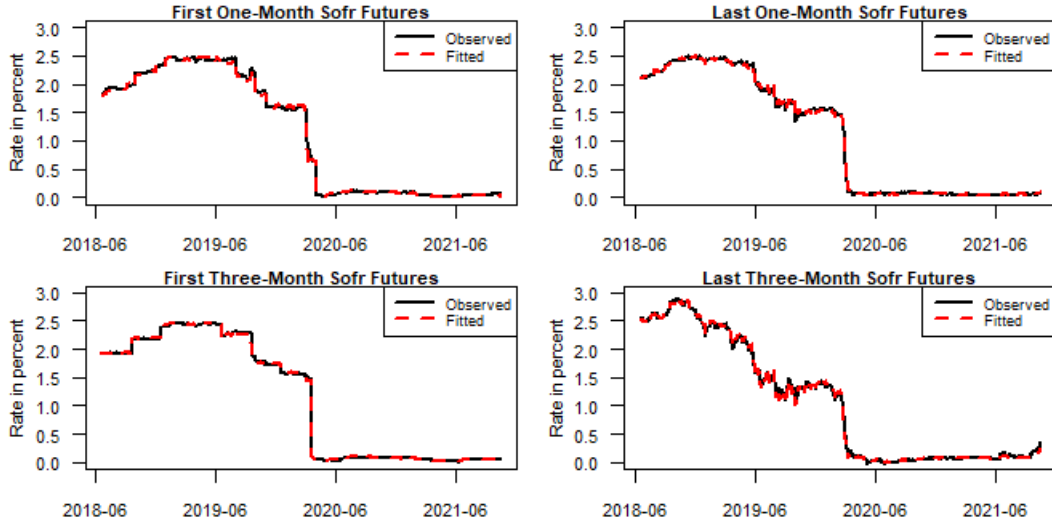 First One-Month Sofr Futures
Rate in percent
3.0
2.5
2.0
1.5
1.0
0.5
0.0
Observed
Fitted
2018-06
2019-06
2020-06
2021-06
Last One-Month Sofr Futures
Rate in percent
3.0
2.5
2.0
1.5
1.0
0.5
0.0
Observed
Fitted
2018-06
2019-06
2020-06
2021-06
First Three-Month Sofr Futures
Rate in percent
3.0
2.5
2.0
1.5
1.0
0.5
0.0
Observed
Fitted
2018-06
2019-06
2020-06
2021-06
Last Three-Month Sofr Futures
Rate in percent
3.0
2.5
2.0
1.5
1.0
0.5
0.0
Observed
Fitted
2018-06
2019-06
2020-06
2021-06